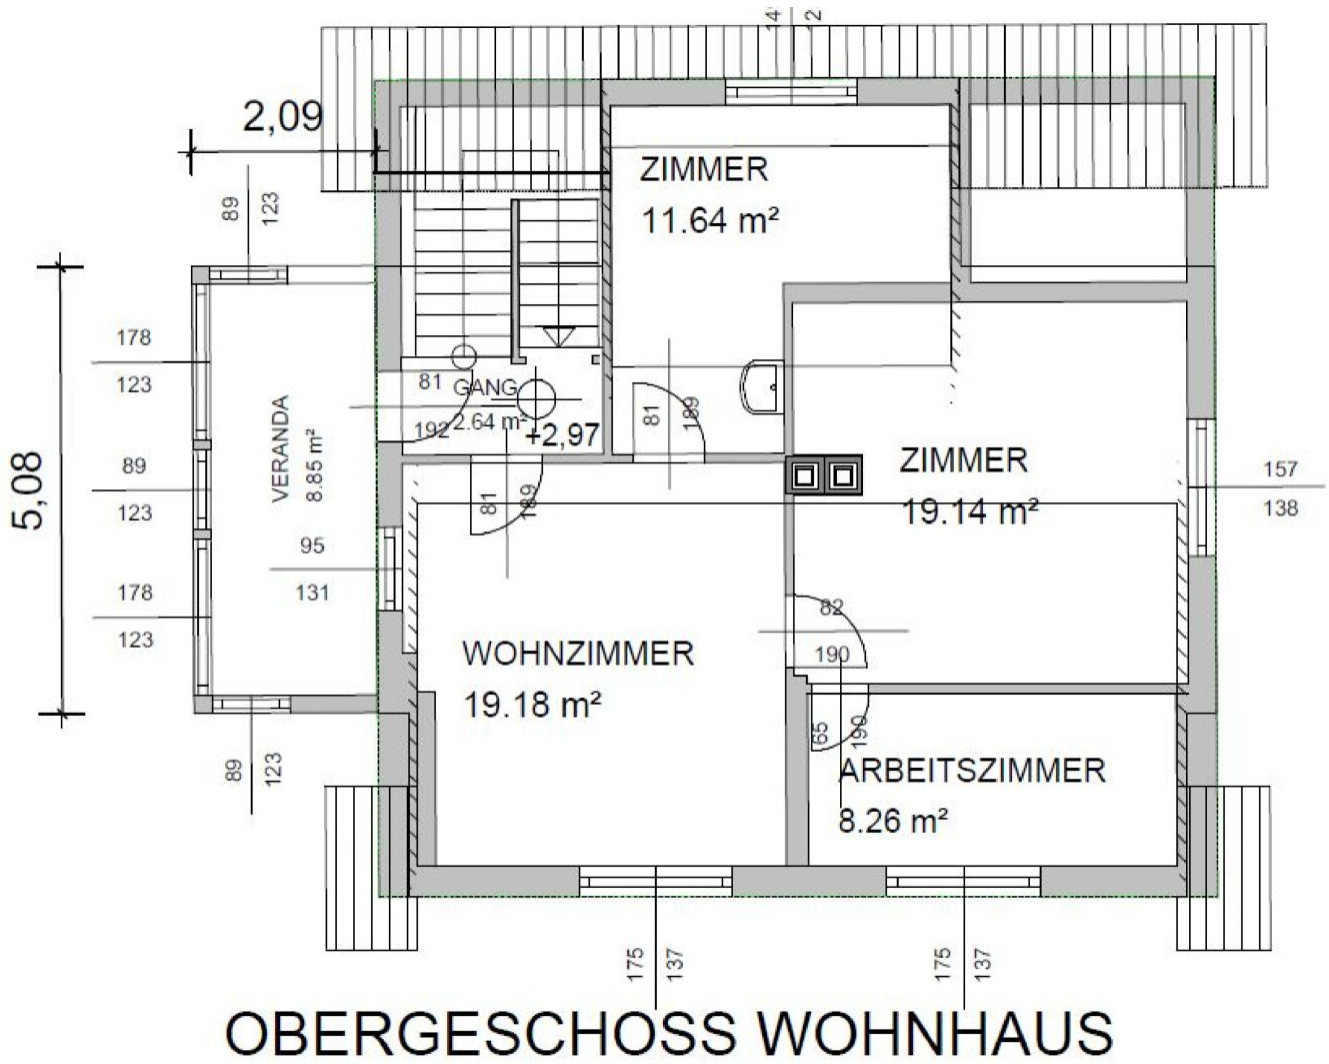 2,09
ZIMMER
11.64 m²
89
123
5,08
178
123
89
123
178
123
VERANDA
8.85 m²
95
131
81
192
GANG
2.64 m²
+2,97
81
189
81
189
ZIMMER
19.14 m²
157
138
82
190
WOHNZIMMER
19.18 m²
65
190
ARBEITSZIMMER
8.26 m²
89
123
175
137
175
137
OBERGESCHOSS WOHNHAUS